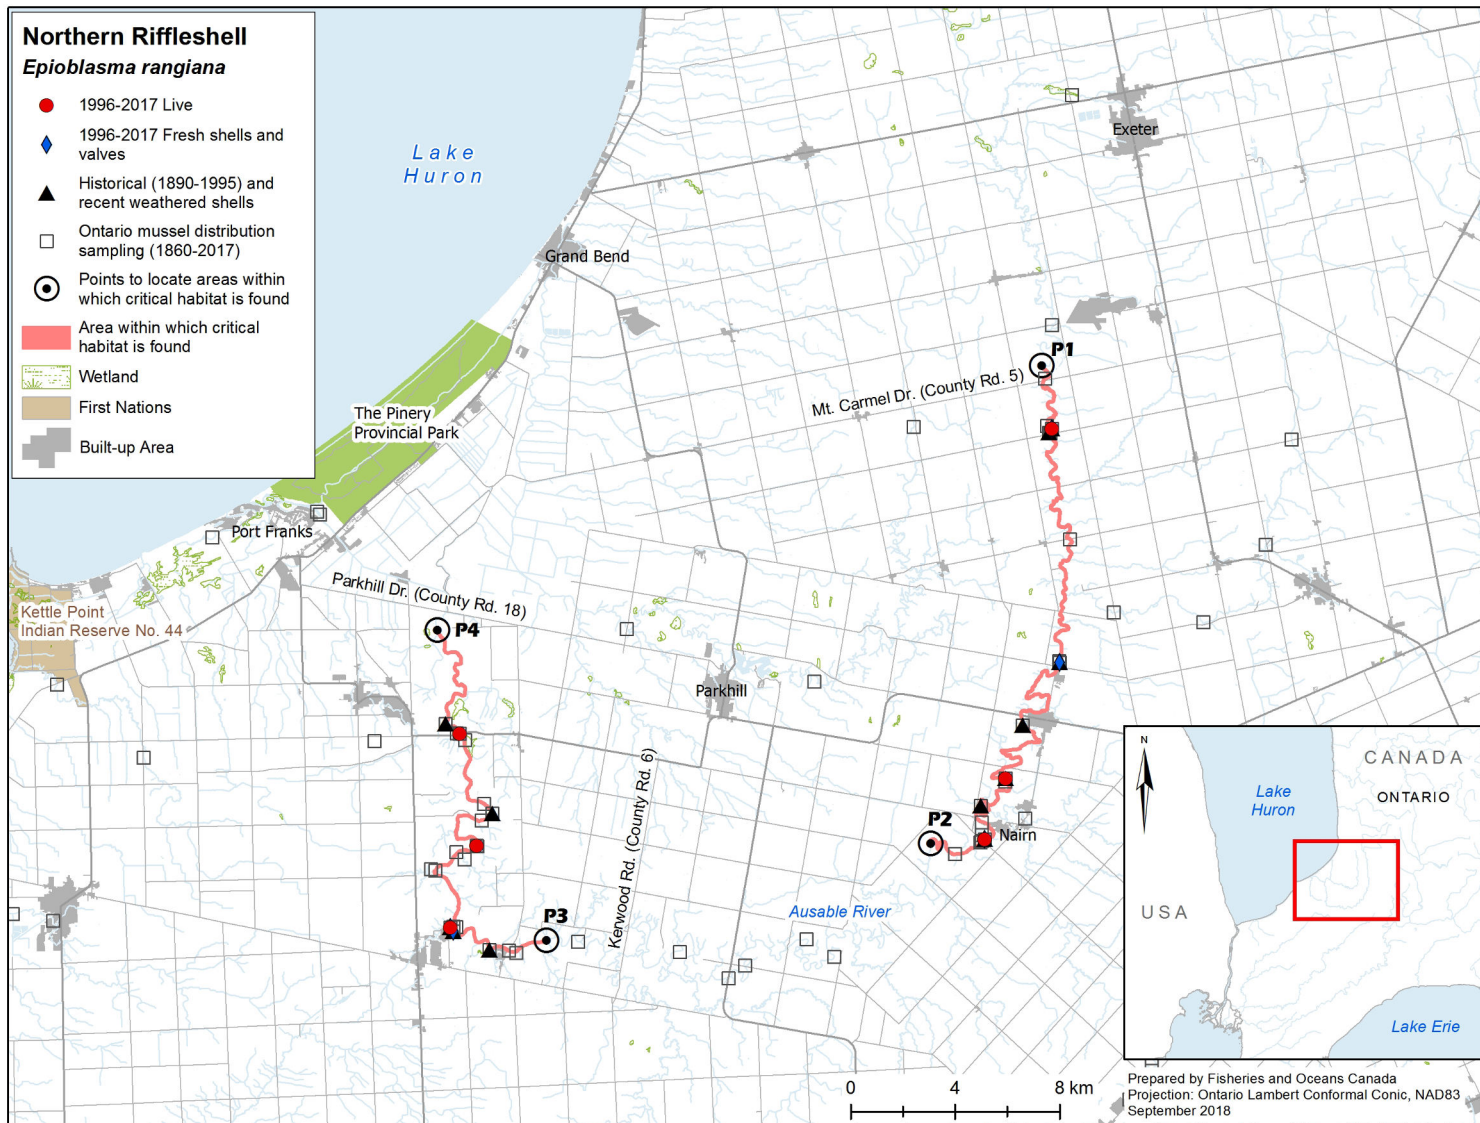 Northern Riffleshell
Epioblasma rangiana
1996-2017 Live
1996-2017 Fresh shells and
valves
Historical (1890-1995) and
recent weathered shells
Ontario mussel distribution
sampling (1860-2017)
Points to locate areas within
which critical habitat is found
Area within which critical
habitat is found
Wetland
First Nations
Built-up Area
Lake
Huron
Exeter
Grand Bend
P1
Mt. Carmel Dr. (County Rd. 5)
The Pinery
Provincial Park
Port Franks
Kettle Point
Indian Reserve No. 44
Parkhill Dr. (County Rd. 18)
P4
Parkhill
Kerwood Rd. (County Rd. 6)
P2
Nairn
P3
Ausable River
N
CANADA
ONTARIO
Lake
Huron
USA
Lake Erie
0 4 8 km
Prepared by Fisheries and Oceans Canada
Projection: Ontario Lambert Conformal Conic, NAD83
September 2018